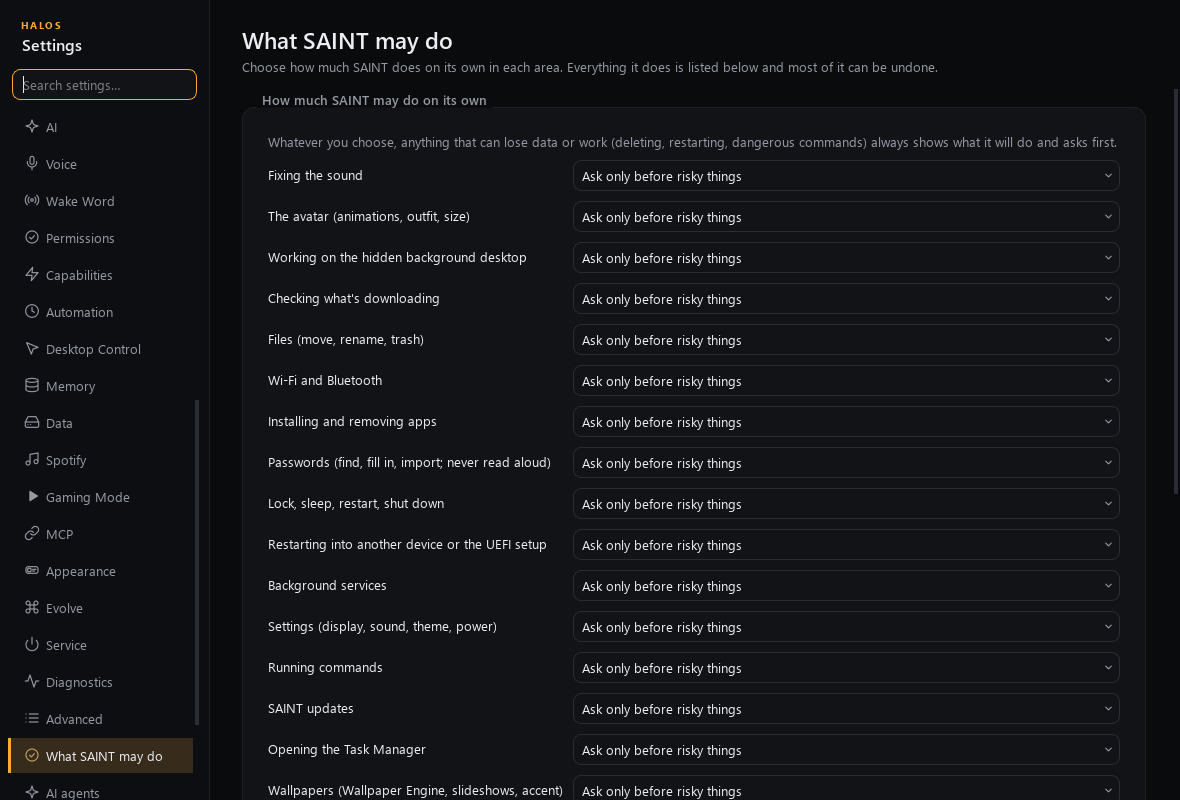 HALOS
Settings
Search settings...
AI
Voice
Wake Word
Permissions
Capabilities
Automation
Desktop Control
Memory
Data
Spotify
Gaming Mode
MCP
Appearance
Evolve
Service
Diagnostics
Advanced
What SAINT may do
AI agents
What SAINT may do
Choose how much SAINT does on its own in each area. Everything it does is listed below and most of it can be undone.
How much SAINT may do on its own
Whatever you choose, anything that can lose data or work (deleting, restarting, dangerous commands) always shows what it will do and asks first.
Fixing the sound Ask only before risky things
The avatar (animations, outfit, size) Ask only before risky things
Working on the hidden background desktop Ask only before risky things
Checking what's downloading Ask only before risky things
Files (move, rename, trash) Ask only before risky things
Wi-Fi and Bluetooth Ask only before risky things
Installing and removing apps Ask only before risky things
Passwords (find, fill in, import; never read aloud) Ask only before risky things
Lock, sleep, restart, shut down Ask only before risky things
Restarting into another device or the UEFI setup Ask only before risky things
Background services Ask only before risky things
Settings (display, sound, theme, power) Ask only before risky things
Running commands Ask only before risky things
SAINT updates Ask only before risky things
Opening the Task Manager Ask only before risky things
Wallpapers (Wallpaper Engine, slideshows, accent) Ask only before risky things